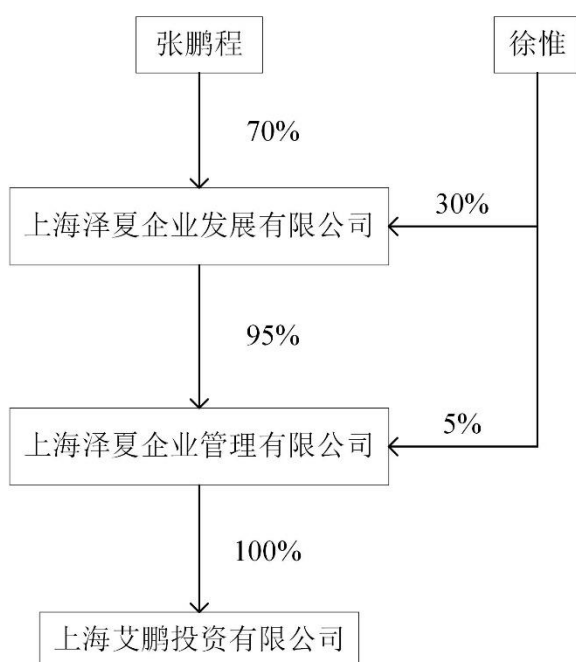 张鹏程
徐惟
70%
30%
上海泽夏企业发展有限公司
95%
5%
上海泽夏企业管理有限公司
100%
上海艾鹏投资有限公司